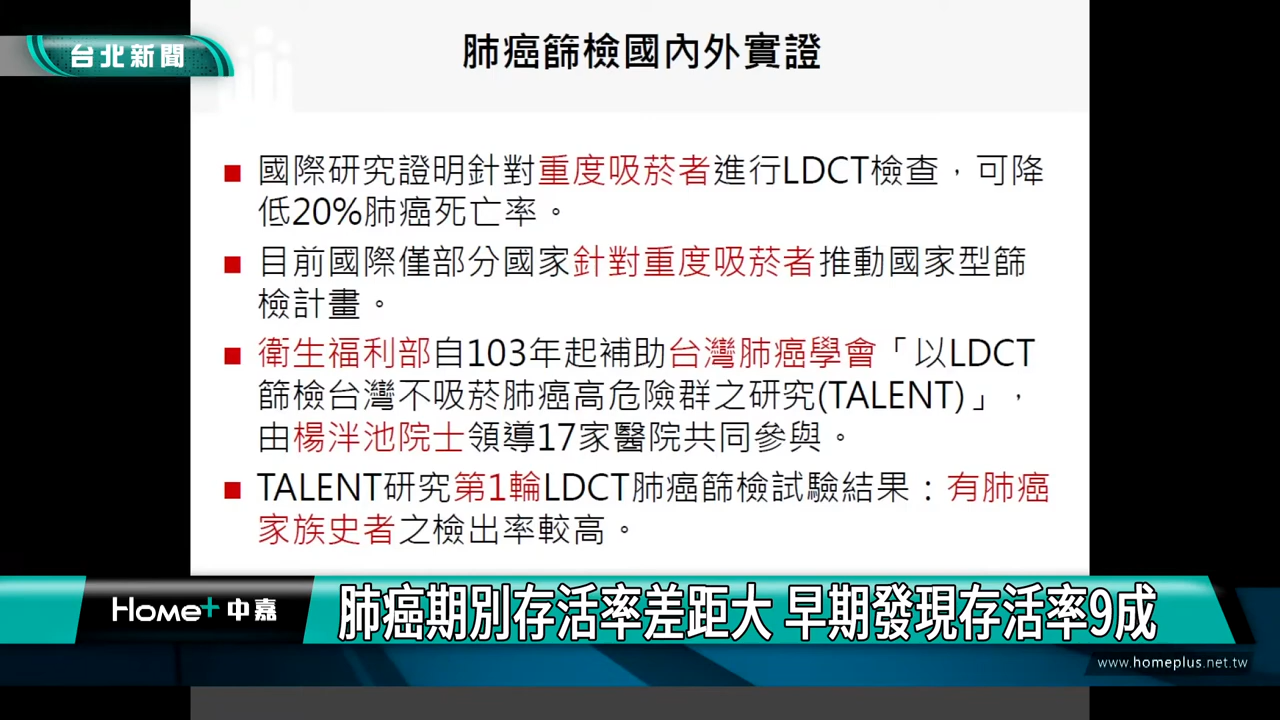 台北新聞
肺癌篩檢國內外實證
■ 國際研究證明針對重度吸菸者進行LDCT檢查，可降
低20%肺癌死亡率。
■ 目前國際僅部分國家針對重度吸菸者推動國家型篩
檢計畫。
■ 衛生福利部自103年起補助台灣肺癌學會「以LDCT
篩檢台灣不吸菸肺癌高危險群之研究(TALENT)」，
由楊泮池院士領導17家醫院共同參與。
■ TALENT研究第1輪LDCT肺癌篩檢試驗結果：有肺癌
家族史者之檢出率較高。
Home+中嘉
肺癌期別存活率差距大 早期發現存活率9成
www.homeplus.net.tw